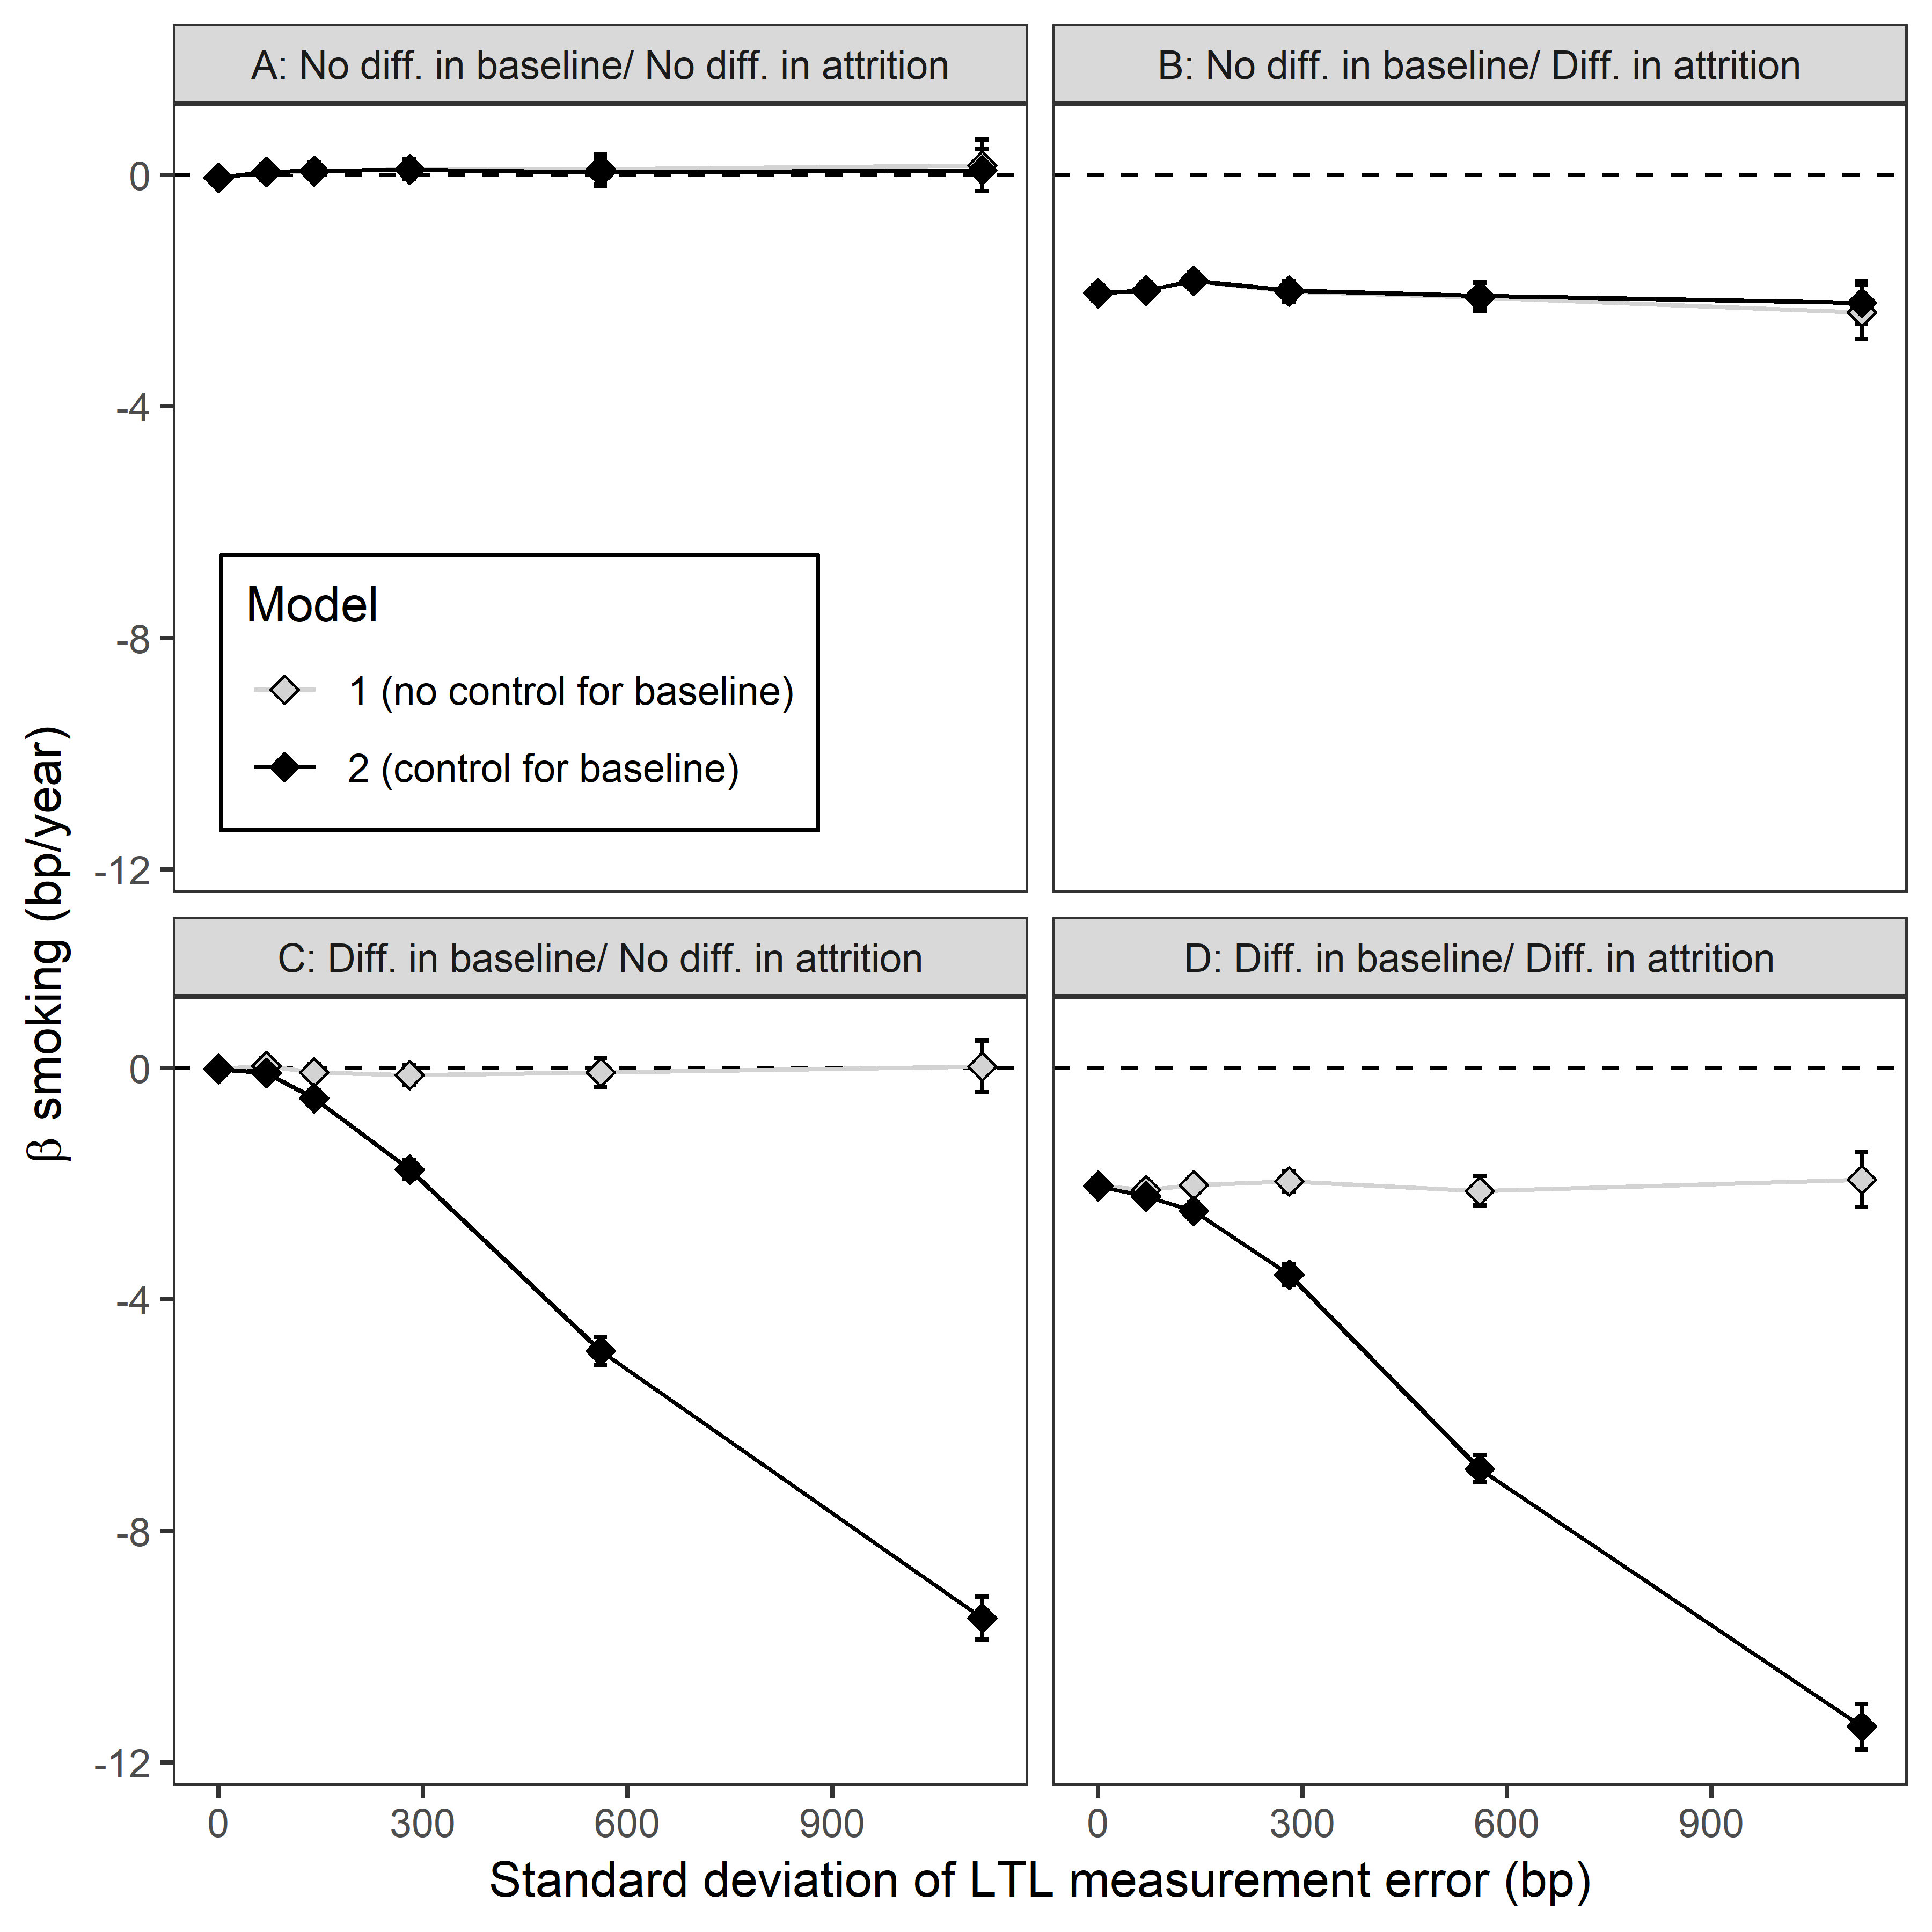 A: No diff. in baseline/ No diff. in attrition
B: No diff. in baseline/ Diff. in attrition
0
-4
-8
-12
Model
1 (no control for baseline)
2 (control for baseline)
β smoking (bp/year)
C: Diff. in baseline/ No diff. in attrition
D: Diff. in baseline/ Diff. in attrition
0
-4
-8
-12
0 300 600 900
0 300 600 900
Standard deviation of LTL measurement error (bp)